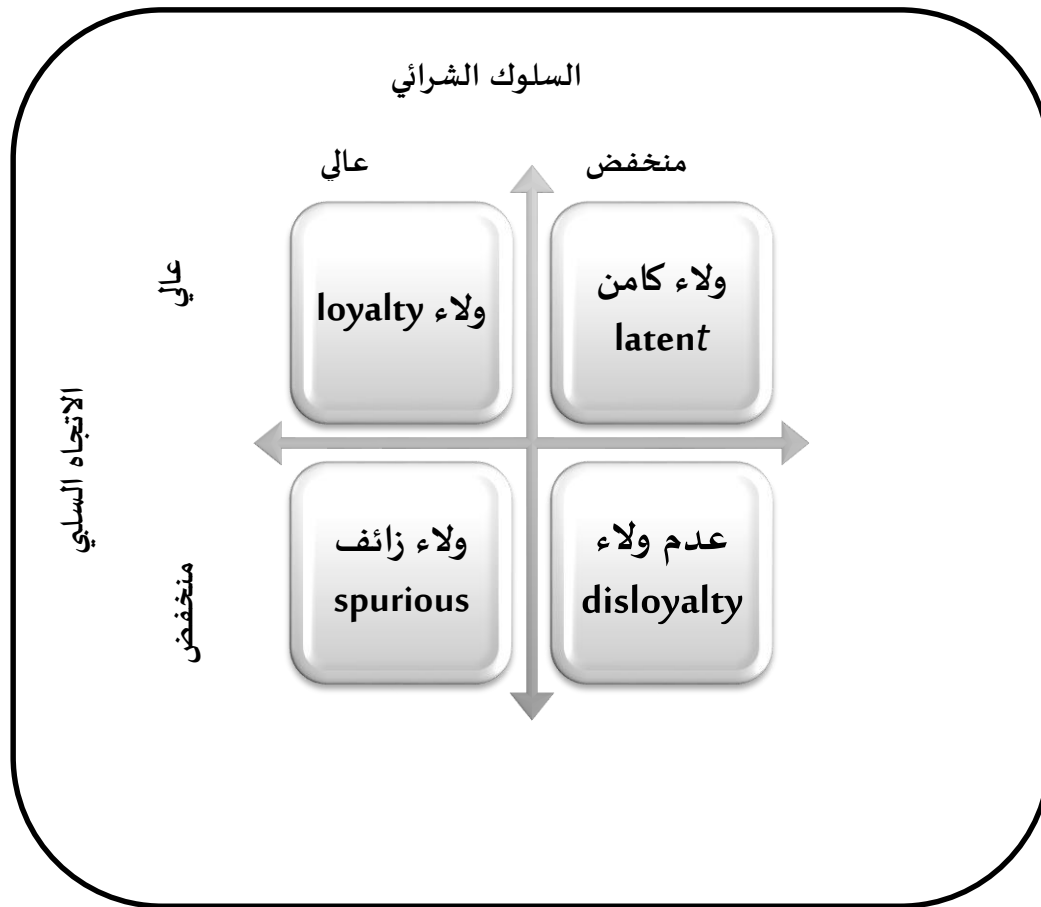 السلوك الشرائي
عالي
منخفض
عالي
ولاء loyalty
ولاء كامن
latent
الاتجاه السلبي
منخفض
ولاء زائف
spurious
عدم ولاء
disloyalty